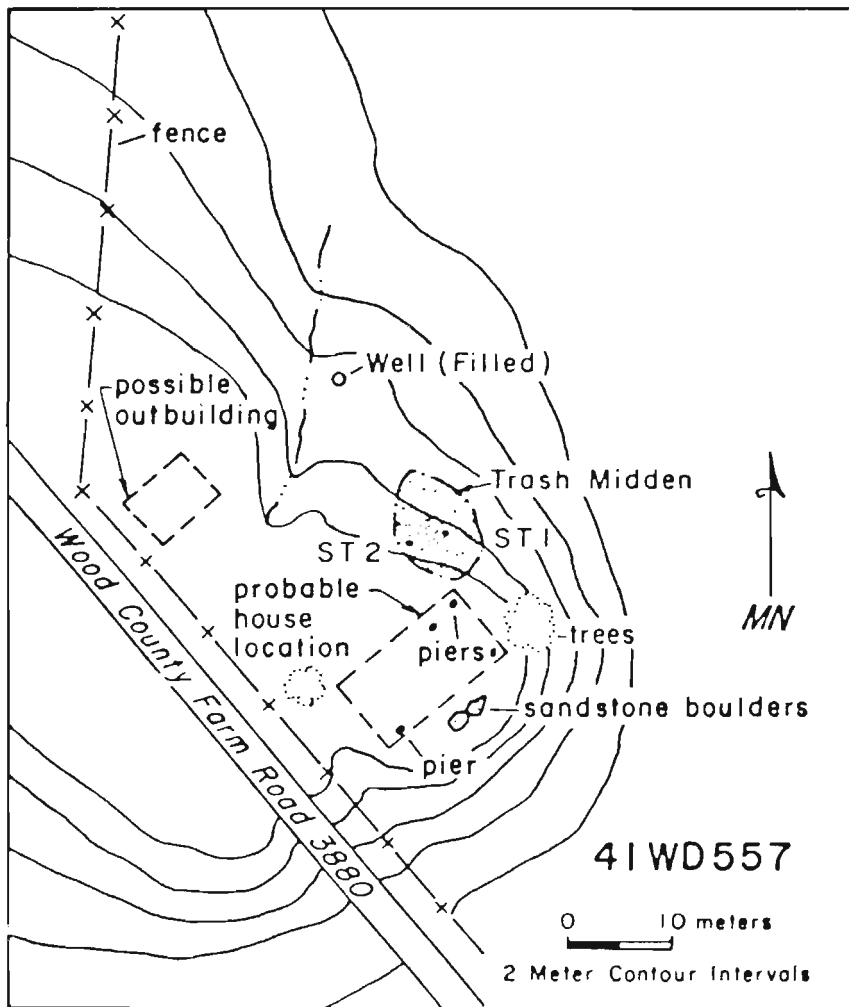 fence
Well (Filled)
possible
outbuilding
Trash Midden
ST 1
ST 2
probable
house
location
piers
trees
sandstone boulders
pier
MN
Wood County Farm Road 3880
41WD557
0 10 meters
2 Meter Contour Intervals